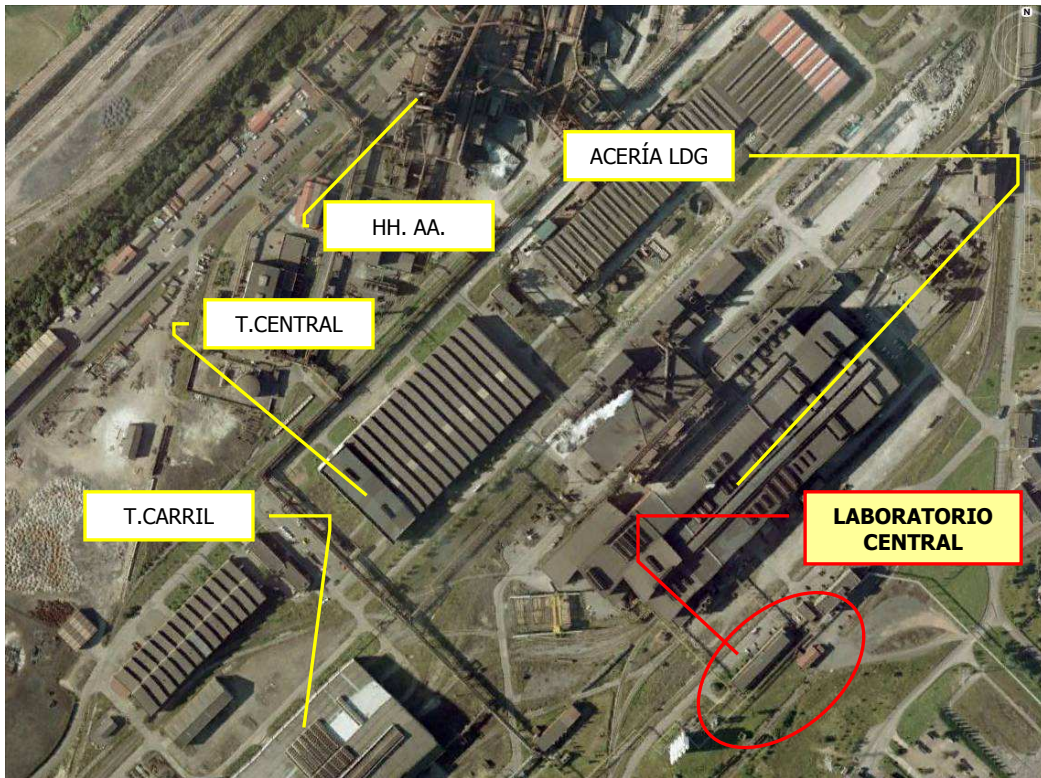 N
ACERÍA LDG
HH. AA.
T.CENTRAL
T.CARRIL
LABORATORIO
CENTRAL